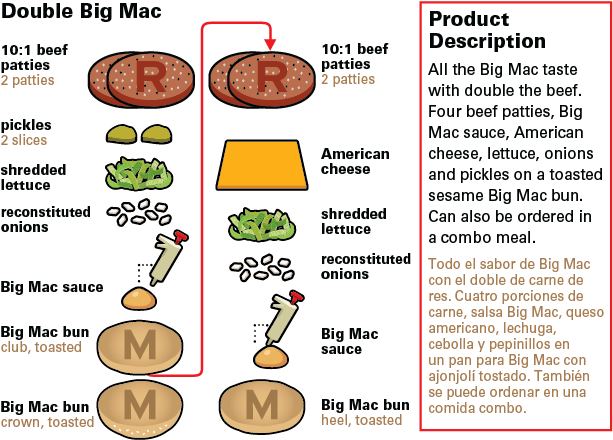 Double Big Mac
10:1 beef
patties
2 patties
R
pickles
2 slices
shredded
lettuce
reconstituted
onions
Big Mac sauce
Big Mac bun
club, toasted
M
Big Mac bun
crown, toasted
M
R
10:1 beef
patties
2 patties
American
cheese
shredded
lettuce
reconstituted
onions
Big Mac
sauce
Big Mac bun
heel, toasted
Product
Description
All the Big Mac taste
with double the beef.
Four beef patties, Big
Mac sauce, American
cheese, lettuce, onions
and pickles on a toasted
sesame Big Mac bun.
Can also be ordered in
a combo meal.
Todo el sabor de Big Mac
con el doble de carne de
res. Cuatro porciones de
carne, salsa Big Mac, queso
americano, lechuga,
cebolla y pepinillos en
un pan para Big Mac con
ajonjolí tostado. También
se puede ordenar en una
comida combo.